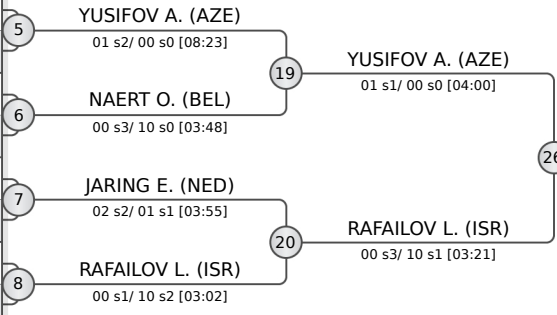 5
YUSIFOV A. (AZE)
01 s2/ 00 s0 [08:23]
19
YUSIFOV A. (AZE)
01 s1/ 00 s0 [04:00]
6
NAERT O. (BEL)
00 s3/ 10 s0 [03:48]
26
7
JARING E. (NED)
02 s2/ 01 s1 [03:55]
20
RAFAILOV L. (ISR)
00 s3/ 10 s1 [03:21]
8
RAFAILOV L. (ISR)
00 s1/ 10 s2 [03:02]